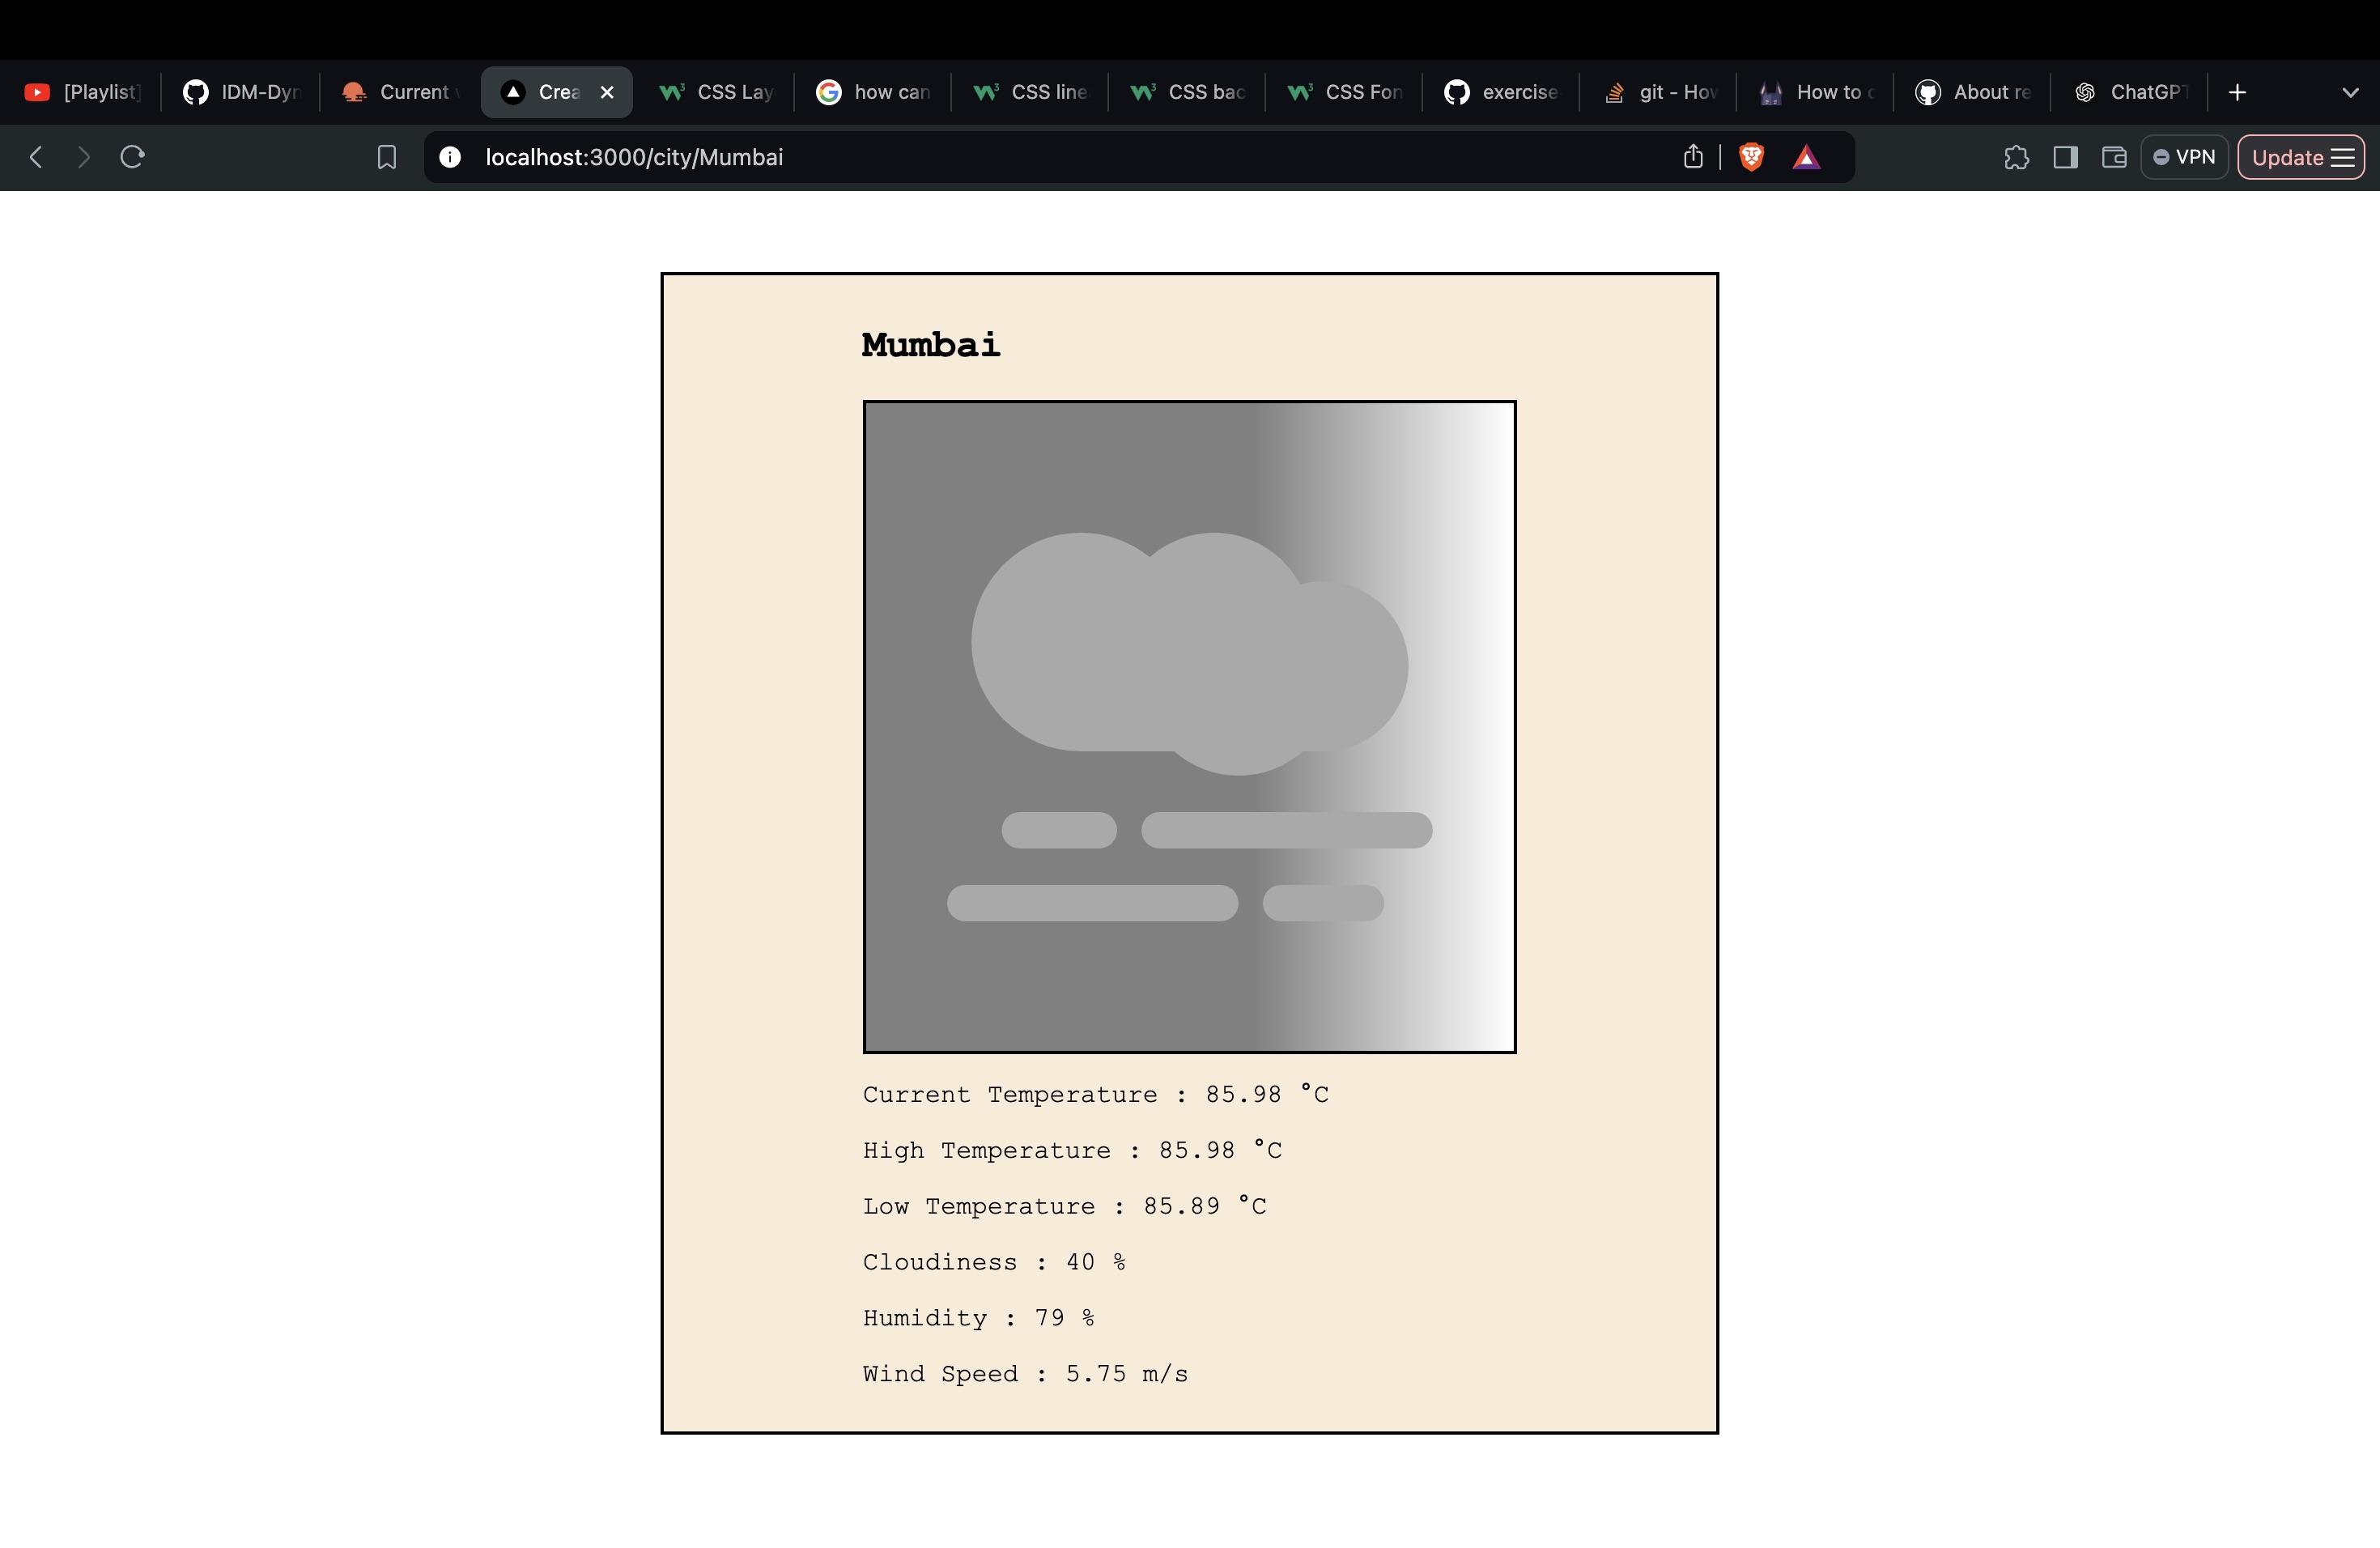 [Playlist] IDM-Dyn Current Crea CSS Lay how can CSS line CSS bac CSS Fon exercise git - How How to c About re ChatGPT
localhost:3000/city/Mumbai VPN Update
Mumbai
Current Temperature : 85.98 °C
High Temperature : 85.98 °C
Low Temperature : 85.89 °C
Cloudiness : 40 %
Humidity : 79 %
Wind Speed : 5.75 m/s